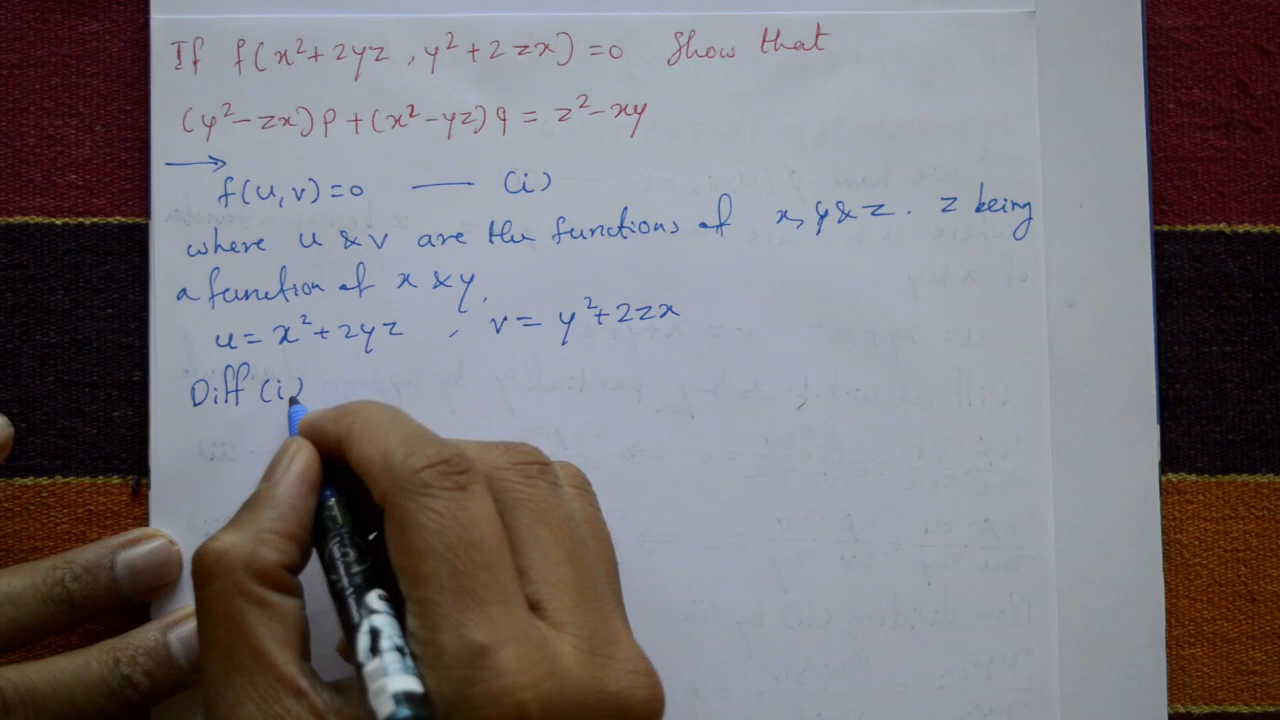 If f(x²+2yz, y²+2zx)=0 Show that
(y²-zx)p+(x²-yz)q = z²-xy
→
f(u,v)=0 — (i)
where u & v are the functions of x, y & z. z being
a function of x & y.
u = x²+2yz , v = y²+2zx
Diff (i)